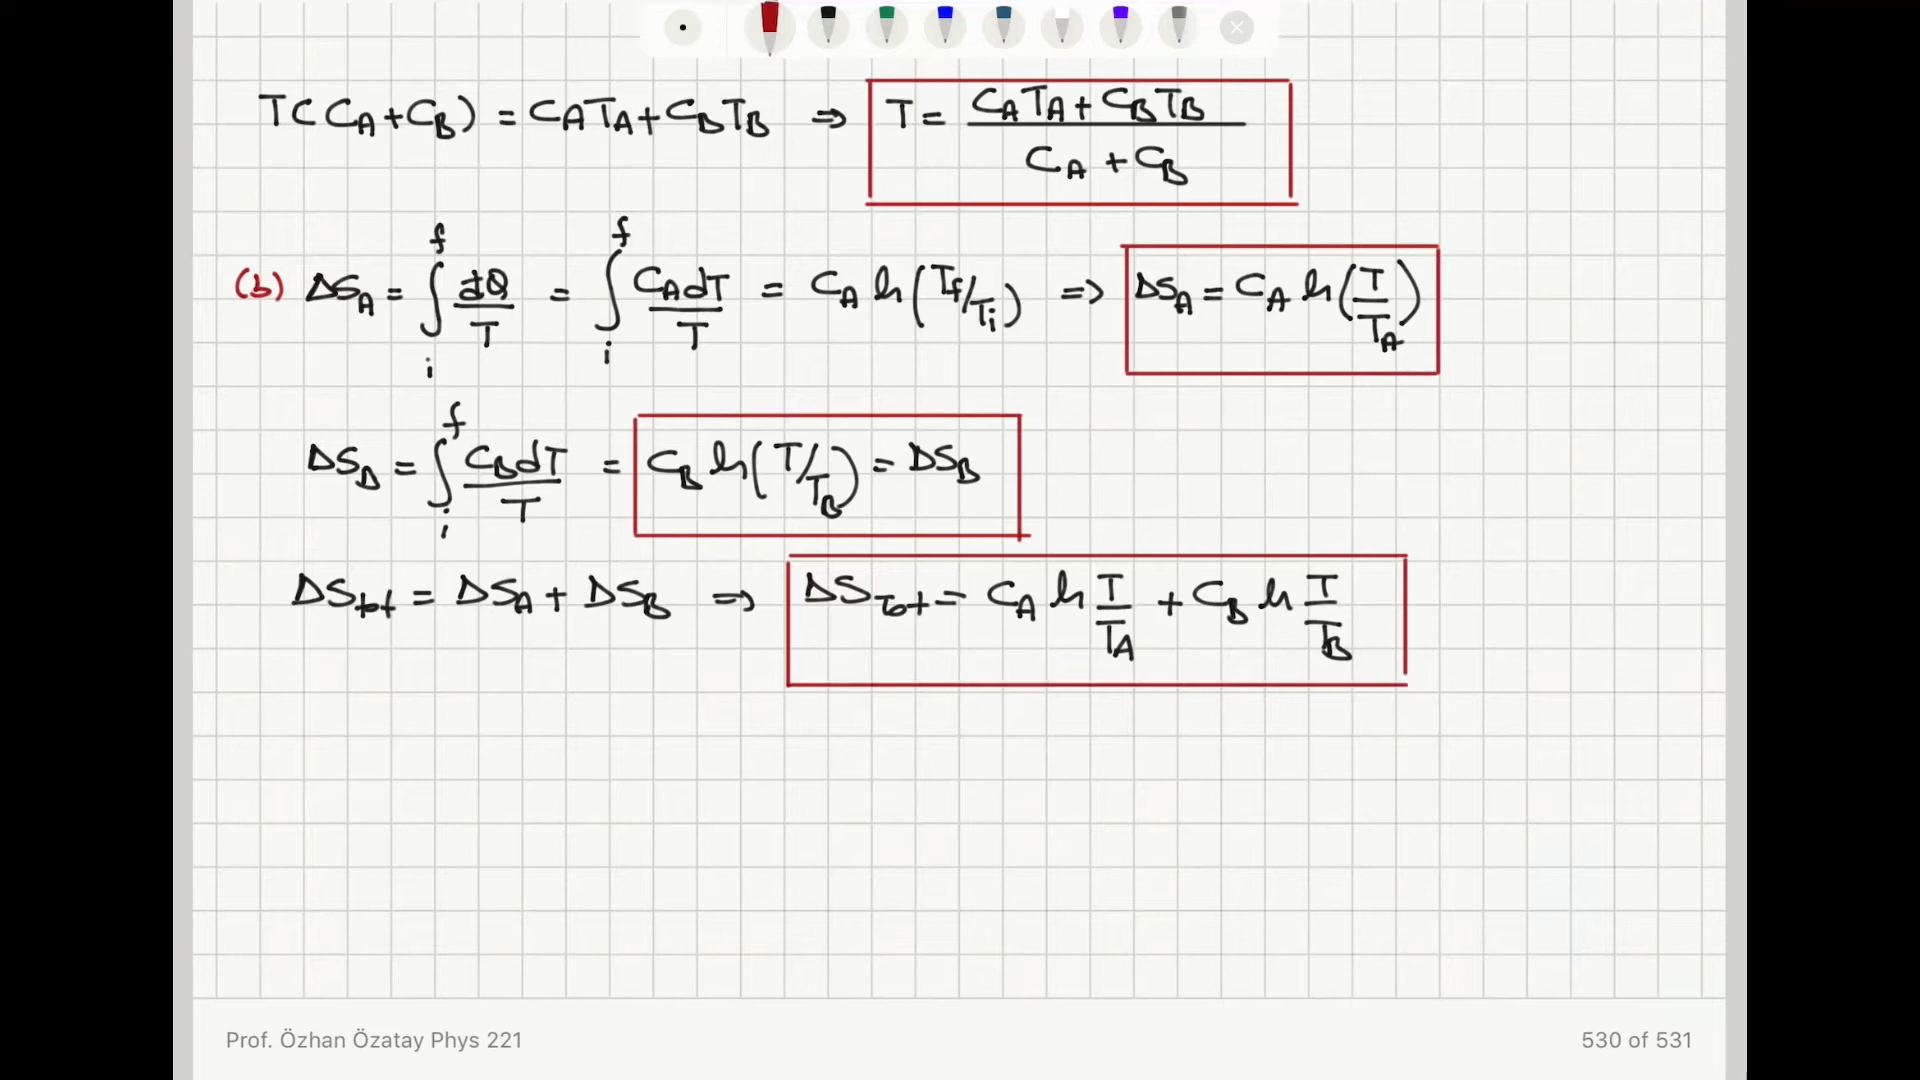 T(C_A+C_B) = C_A T_A + C_B T_B ⇒ T = (C_A T_A + C_B T_B) / (C_A + C_B)
(b) ΔS_A = ∫_i^f đQ/T = ∫_i^f C_A dT/T = C_A ln(T_f/T_i) => ΔS_A = C_A ln(T/T_A)
ΔS_B = ∫_i^f C_B dT/T = C_B ln(T/T_B) = ΔS_B
ΔS_tot = ΔS_A + ΔS_B => ΔS_Tot = C_A ln T/T_A + C_B ln T/T_B
Prof. Özhan Özatay Phys 221
530 of 531